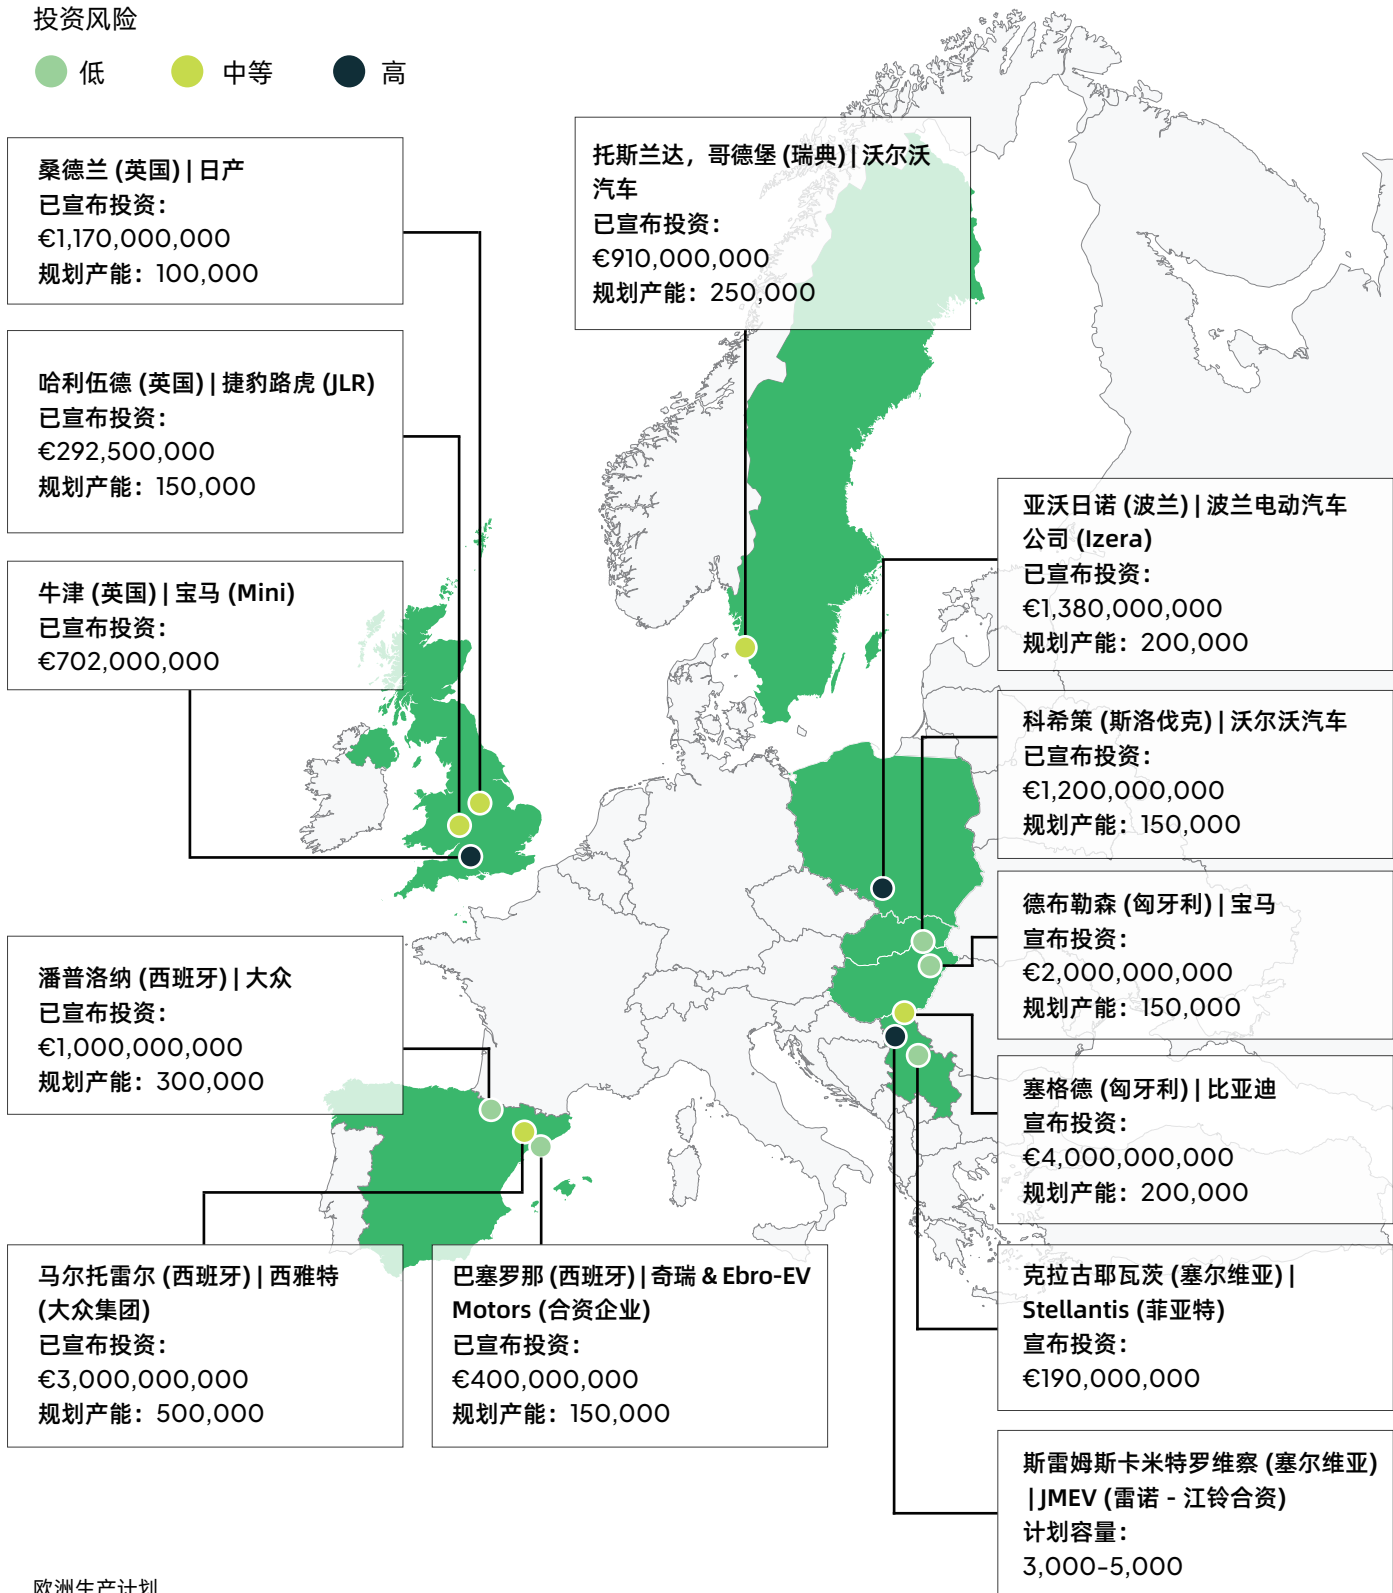 投资风险
低 中等 高
桑德兰 (英国) | 日产
已宣布投资：
€1,170,000,000
规划产能：100,000
哈利伍德 (英国) | 捷豹路虎 (JLR)
已宣布投资：
€292,500,000
规划产能：150,000
牛津 (英国) | 宝马 (Mini)
已宣布投资：
€702,000,000
托斯兰达，哥德堡 (瑞典) | 沃尔沃
汽车
已宣布投资：
€910,000,000
规划产能：250,000
亚沃日诺 (波兰) | 波兰电动汽车
公司 (Izera)
已宣布投资：
€1,380,000,000
规划产能：200,000
科希策 (斯洛伐克) | 沃尔沃汽车
已宣布投资：
€1,200,000,000
规划产能：150,000
德布勒森 (匈牙利) | 宝马
宣布投资：
€2,000,000,000
规划产能：150,000
塞格德 (匈牙利) | 比亚迪
宣布投资：
€4,000,000,000
规划产能：200,000
潘普洛纳 (西班牙) | 大众
已宣布投资：
€1,000,000,000
规划产能：300,000
马尔托雷尔 (西班牙) | 西雅特
(大众集团)
已宣布投资：
€3,000,000,000
规划产能：500,000
巴塞罗那 (西班牙) | 奇瑞 & Ebro-EV
Motors (合资企业)
已宣布投资：
€400,000,000
规划产能：150,000
克拉古耶瓦茨 (塞尔维亚) |
Stellantis (菲亚特)
宣布投资：
€190,000,000
斯雷姆斯卡米特罗维察 (塞尔维亚)
| JMEV (雷诺 - 江铃合资)
计划容量：
3,000-5,000
欧洲生产计划